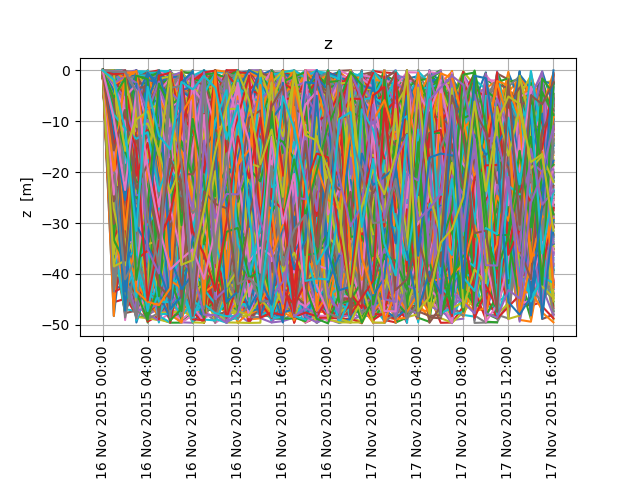 z
z [m]
0
−10
−20
−30
−40
−50
16 Nov 2015 00:00
16 Nov 2015 04:00
16 Nov 2015 08:00
16 Nov 2015 12:00
16 Nov 2015 16:00
16 Nov 2015 20:00
17 Nov 2015 00:00
17 Nov 2015 04:00
17 Nov 2015 08:00
17 Nov 2015 12:00
17 Nov 2015 16:00